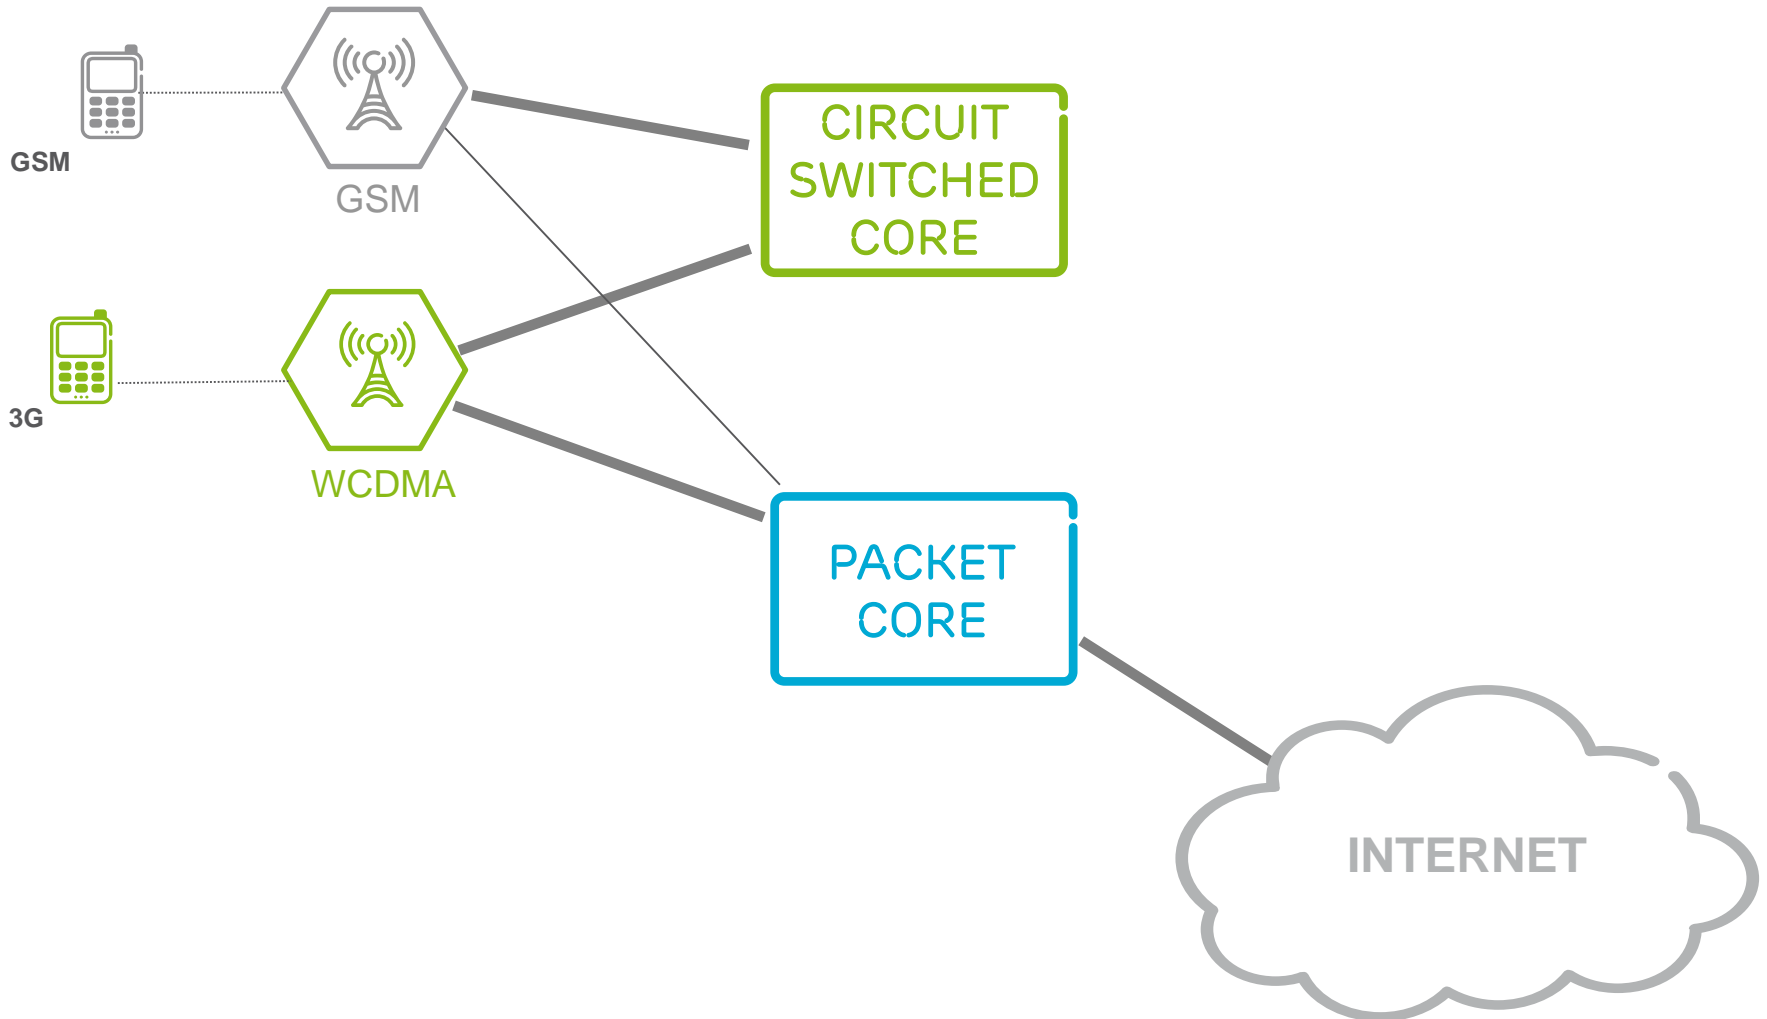 GSM
GSM
CIRCUIT
SWITCHED
CORE
3G
WCDMA
PACKET
CORE
INTERNET